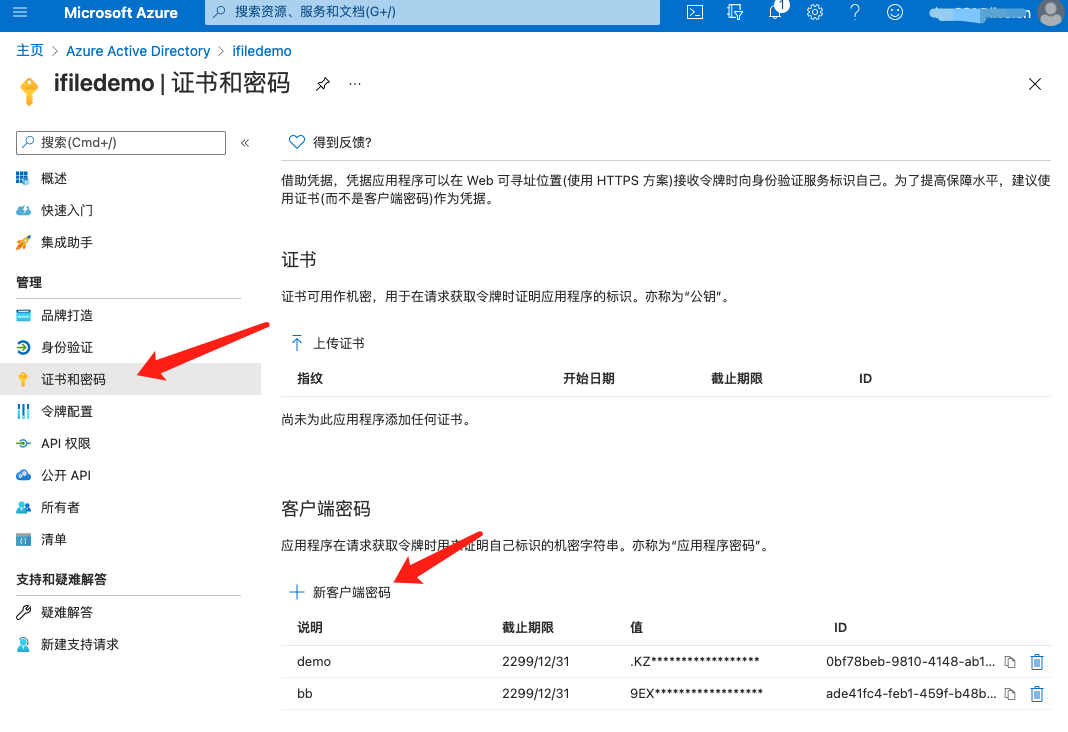 Microsoft Azure
搜索资源、服务和文档(G+/)
1
主页 > Azure Active Directory > ifiledemo
ifiledemo | 证书和密码
搜索(Cmd+/)
概述
快速入门
集成助手
管理
品牌打造
身份验证
证书和密码
令牌配置
API 权限
公开 API
所有者
清单
支持和疑难解答
疑难解答
新建支持请求
得到反馈?
借助凭据，凭据应用程序可以在 Web 可寻址位置(使用 HTTPS 方案)接收令牌时向身份验证服务标识自己。为了提高保障水平，建议使
用证书(而不是客户端密码)作为凭据。
证书
证书可用作机密，用于在请求获取令牌时证明应用程序的标识。亦称为“公钥”。
上传证书
指纹 开始日期 截止期限 ID
尚未为此应用程序添加任何证书。
客户端密码
应用程序在请求获取令牌时用来证明自己标识的机密字符串。亦称为“应用程序密码”。
新客户端密码
说明 截止期限 值 ID
demo 2299/12/31 .KZ****************** 0bf78beb-9810-4148-ab1...
bb 2299/12/31 9EX****************** ade41fc4-feb1-459f-b48b...